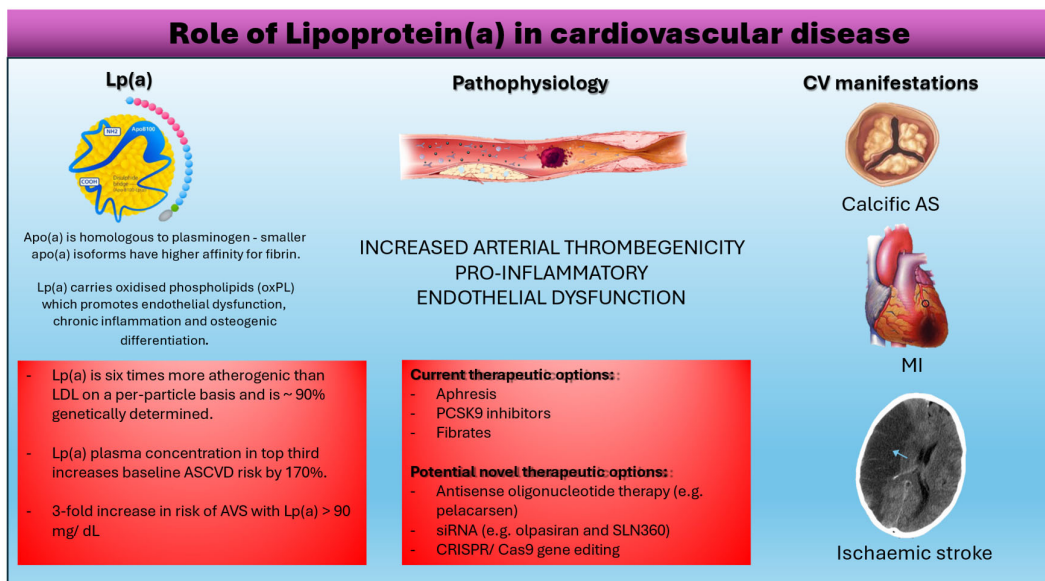 Role of Lipoprotein(a) in cardiovascular disease
Lp(a)
NH2
ApoB100
COOH
Apo(a) is homologous to plasminogen - smaller
apo(a) isoforms have higher affinity for fibrin.
Lp(a) carries oxidised phospholipids (oxPL)
which promotes endothelial dysfunction,
chronic inflammation and osteogenic
differentiation.
- Lp(a) is six times more atherogenic than
LDL on a per-particle basis and is ~ 90%
genetically determined.
- Lp(a) plasma concentration in top third
increases baseline ASCVD risk by 170%.
- 3-fold increase in risk of AVS with Lp(a) > 90
mg/ dL
Pathophysiology
INCREASED ARTERIAL THROMBEGENICITY
PRO-INFLAMMATORY
ENDOTHELIAL DYSFUNCTION
Current therapeutic options:
- Aphresis
- PCSK9 inhibitors
- Fibrates
Potential novel therapeutic options:
- Antisense oligonucleotide therapy (e.g.
pelacarsen)
- siRNA (e.g. olpasiran and SLN360)
- CRISPR/ Cas9 gene editing
CV manifestations
Calcific AS
MI
Ischaemic stroke